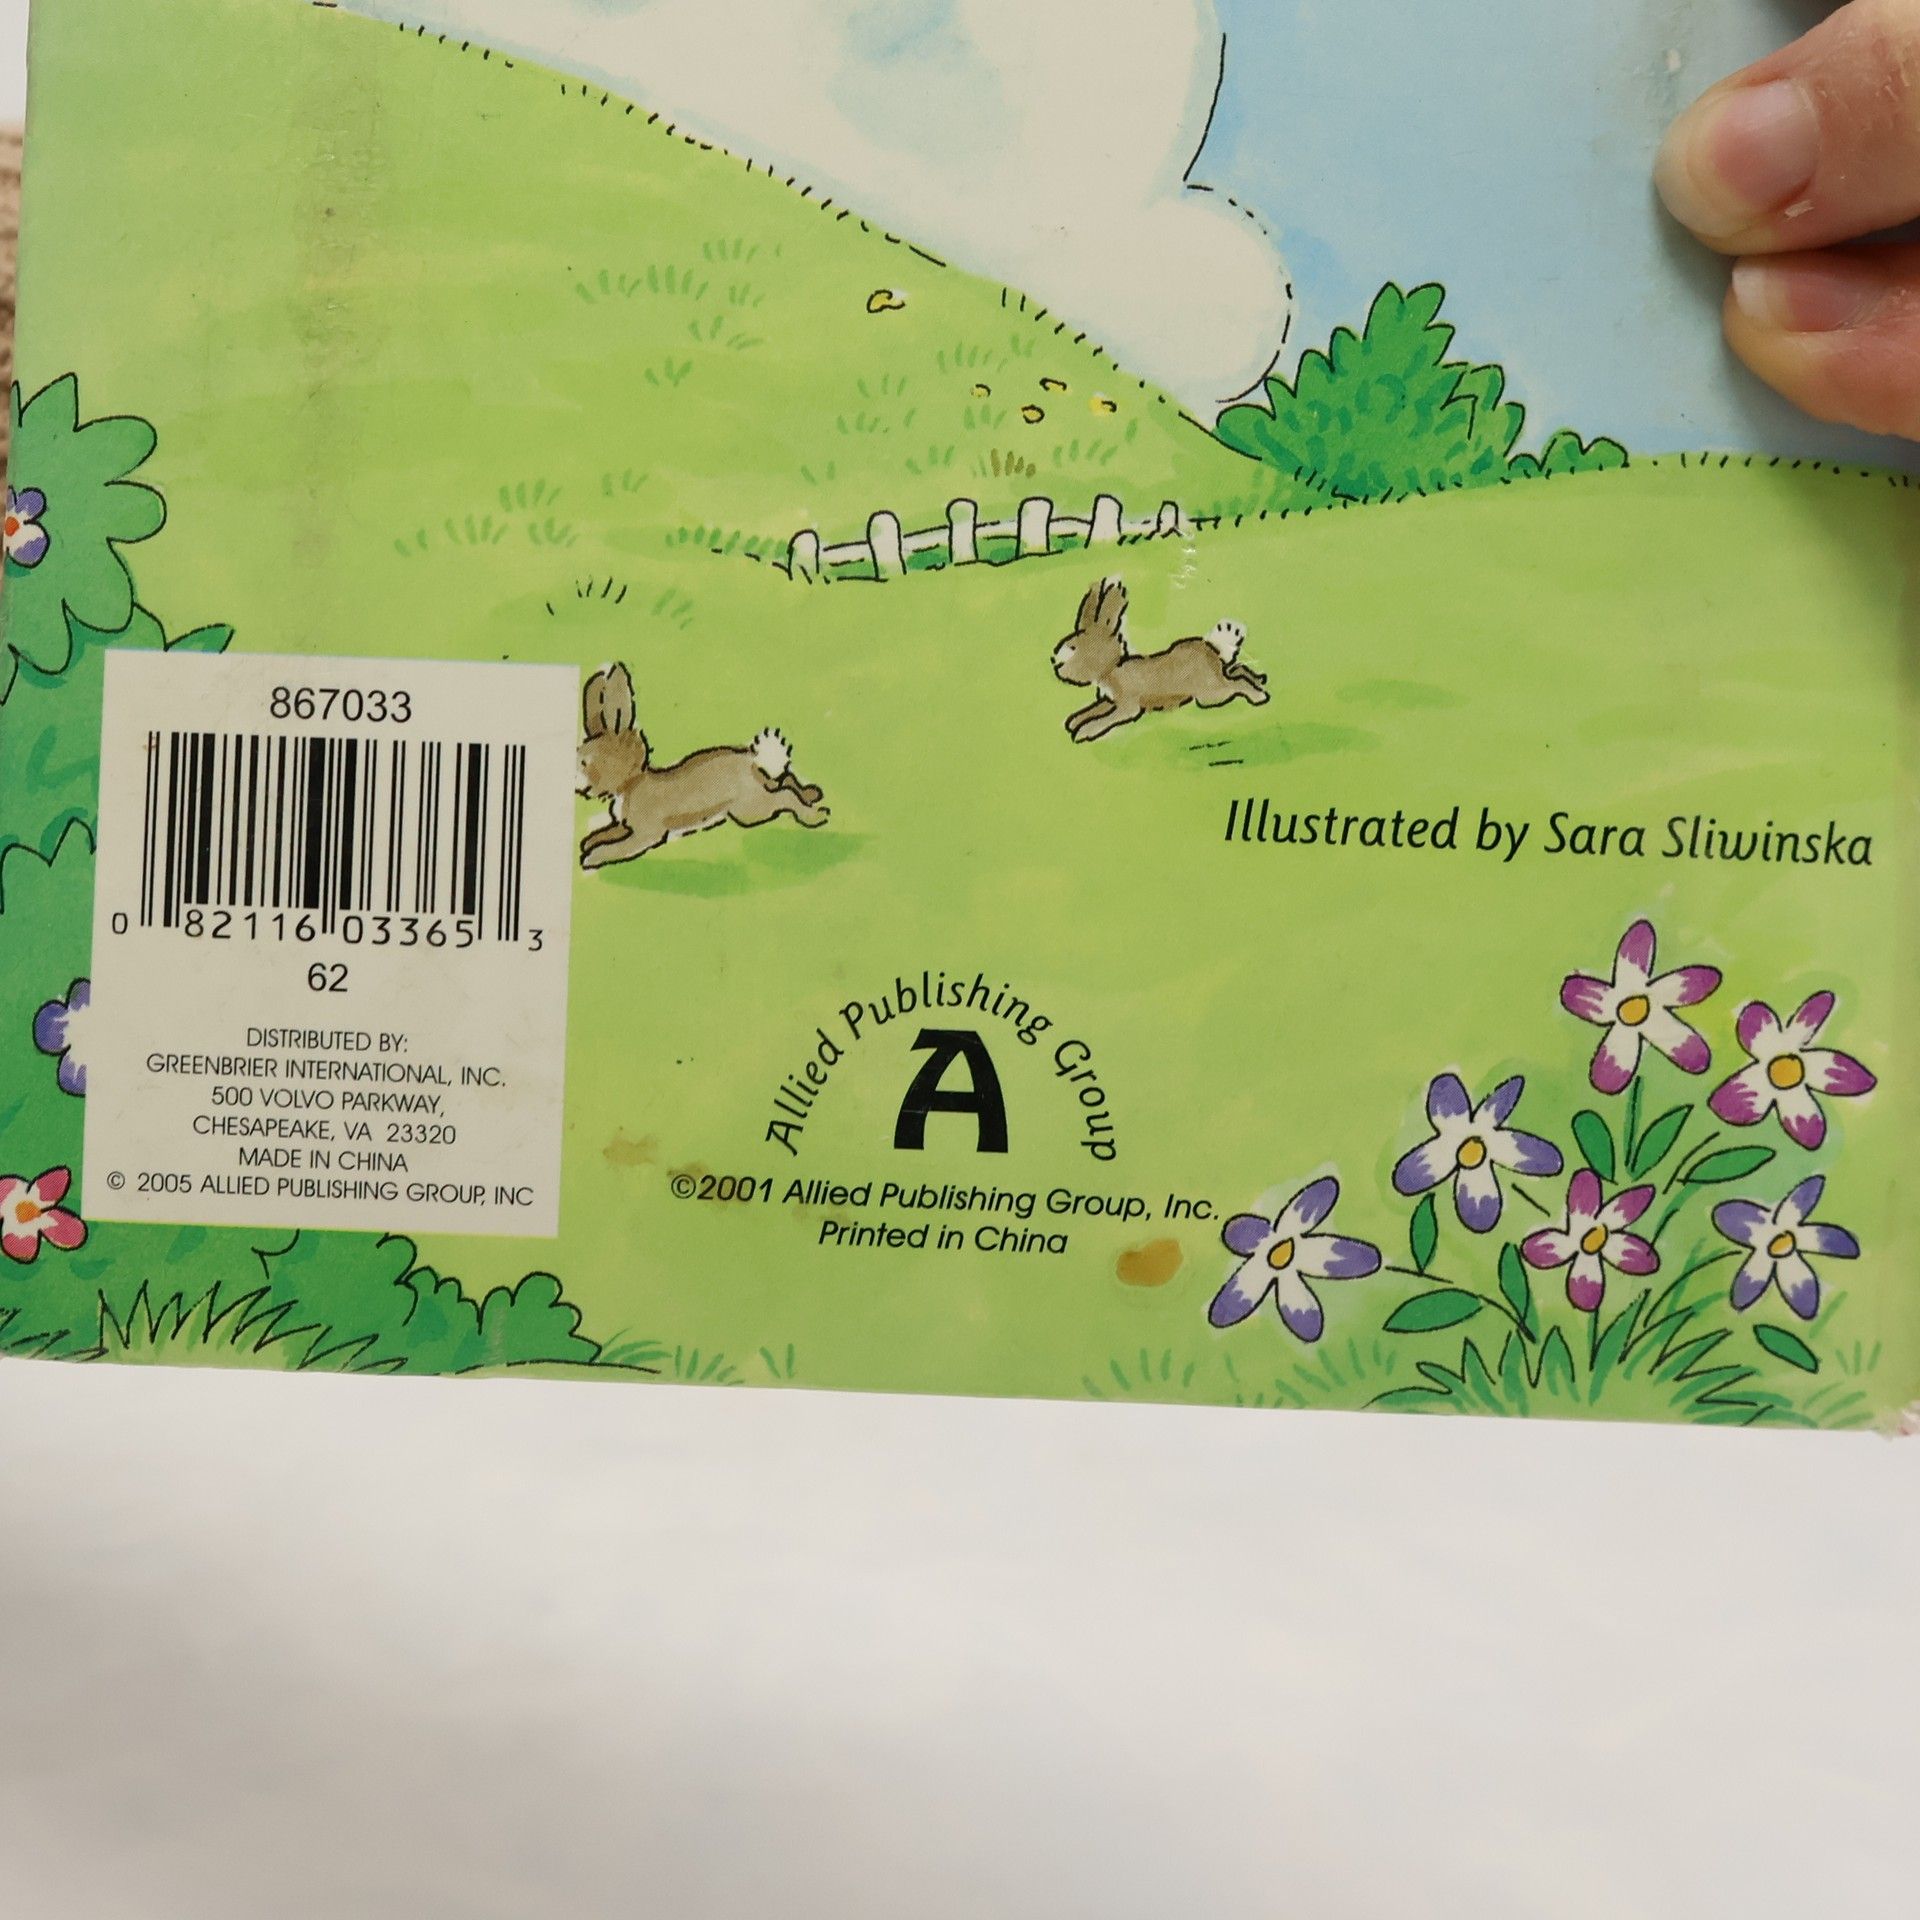 867033
0 82116 03365 3
62
DISTRIBUTED BY:
GREENBRIER INTERNATIONAL, INC.
500 VOLVO PARKWAY,
CHESAPEAKE, VA 23320
MADE IN CHINA
© 2005 ALLIED PUBLISHING GROUP, INC
Illustrated by Sara Sliwinska
Allied Publishing Group
A
©2001 Allied Publishing Group, Inc.
Printed in China